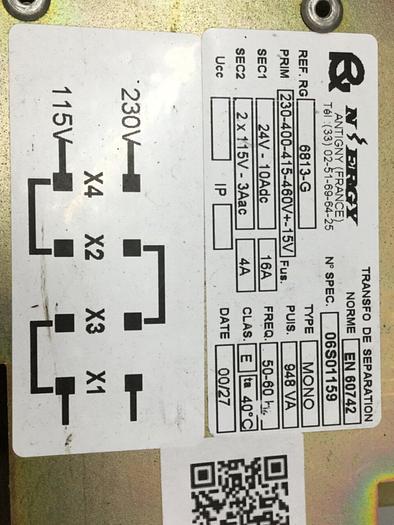 N'ERGY
ANTIGNY (FRANCE)
Tél :(33) 02-51-60-64-25
TRANSFO DE SEPARATION
NORME EN 60742
N° SPEC. 06S01159
REF. RG 6813-G
TYPE MONO
PRIM 230-400-415-460V+-15V Fus.
PUIS. 948 VA
SEC1 24V - 10Adc 16A
FREQ. 50-60 hz
SEC2 2 x 115V - 3Aac 4A
CLAS. E ta 40°C
Ucc IP
DATE 00/27
230V
115V X4 X2 X3 X1